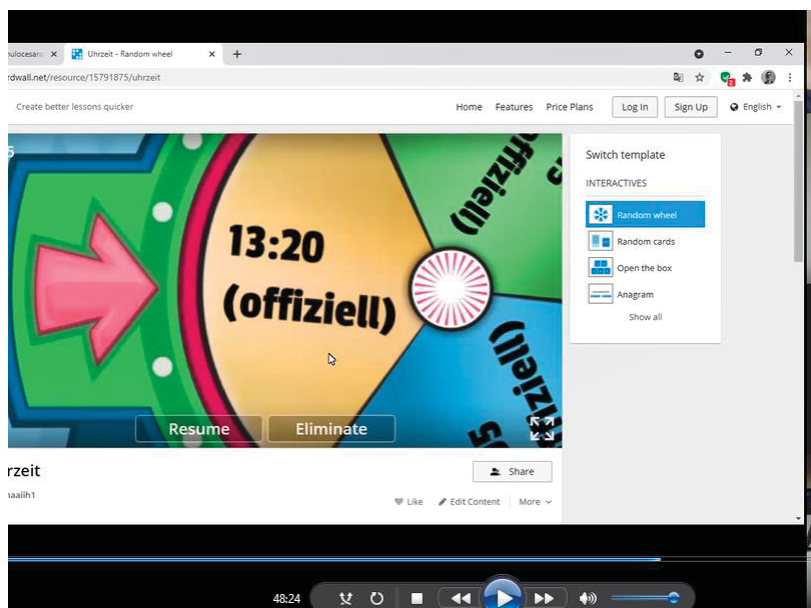 Uhrzeit - Random wheel
rdwall.net/resource/15791875/uhrzeit
2
Create better lessons quicker
Home Features Price Plans Log In Sign Up English
13:20
(offiziell)
(offiziell)
Resume Eliminate
Switch template
INTERACTIVES
Random wheel
Random cards
Open the box
Anagram
Show all
rzeit
Share
Like Edit Content More
48:24